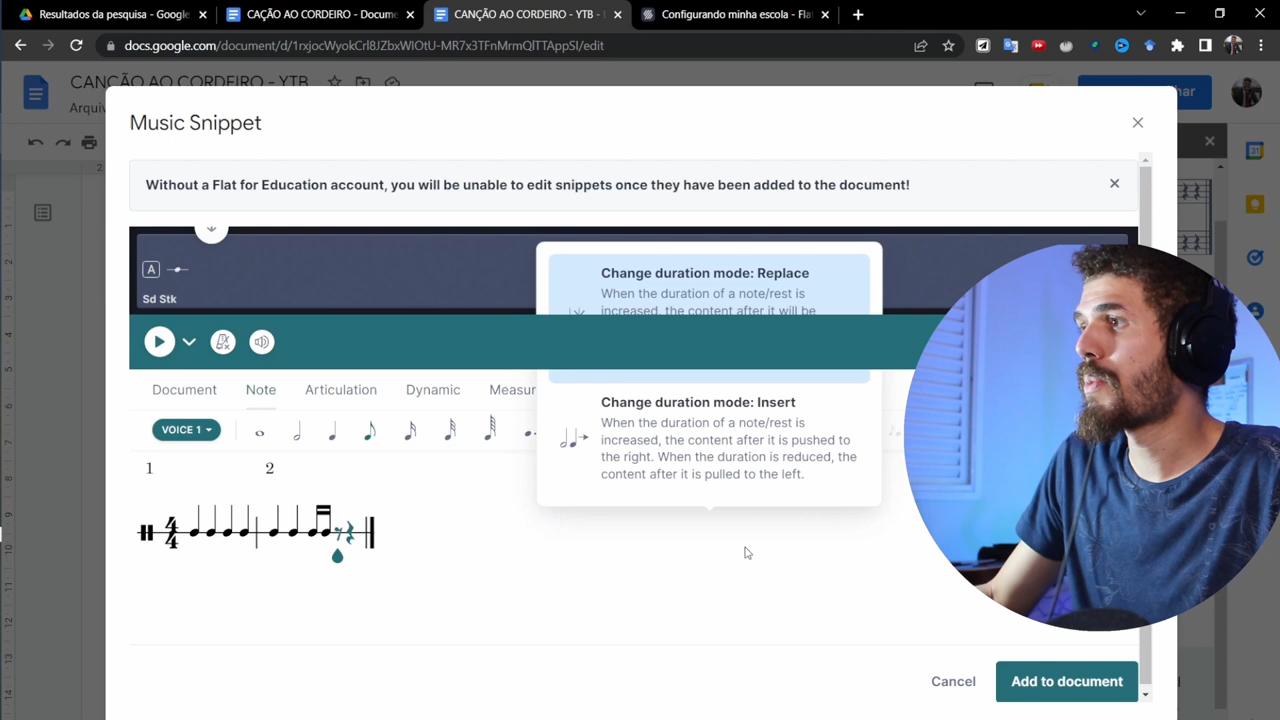 Resultados da pesquisa - Google
CAÇÃO AO CORDEIRO - Docume
CANÇÃO AO CORDEIRO - YTB -
Configurando minha escola - Fla
docs.google.com/document/d/1rxjocWyokCrl8JZbxWIOtU-MR7x3TFnMrmQlTTAppSI/edit
CANÇÃO AO CORDEIRO - YTB
Arquiv
har
Music Snippet
Without a Flat for Education account, you will be unable to edit snippets once they have been added to the document!
A
Sd Stk
Change duration mode: Replace
When the duration of a note/rest is
increased, the content after it will be
Document Note Articulation Dynamic Measur
Change duration mode: Insert
When the duration of a note/rest is
increased, the content after it is pushed to
the right. When the duration is reduced, the
content after it is pulled to the left.
VOICE 1
1 2
4
4
Cancel
Add to document